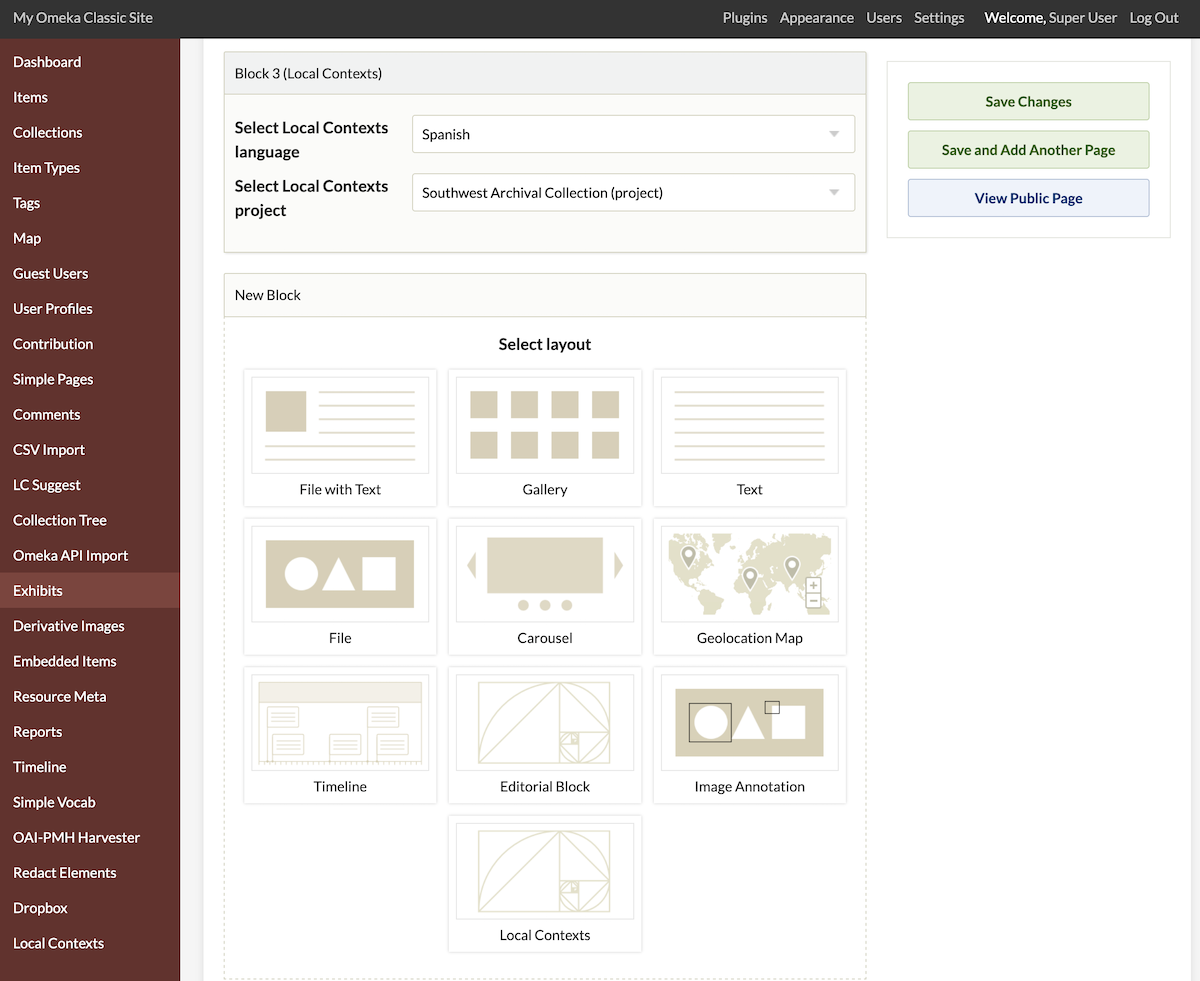 My Omeka Classic Site
Plugins Appearance Users Settings Welcome, Super User Log Out
Dashboard
Items
Collections
Item Types
Tags
Map
Guest Users
User Profiles
Contribution
Simple Pages
Comments
CSV Import
LC Suggest
Collection Tree
Omeka API Import
Exhibits
Derivative Images
Embedded Items
Resource Meta
Reports
Timeline
Simple Vocab
OAI-PMH Harvester
Redact Elements
Dropbox
Local Contexts
Block 3 (Local Contexts)
Select Local Contexts
language
Spanish
Select Local Contexts
project
Southwest Archival Collection (project)
New Block
Select layout
File with Text
Gallery
Text
File
Carousel
+
−
Geolocation Map
Timeline
Editorial Block
Image Annotation
Local Contexts
Save Changes
Save and Add Another Page
View Public Page